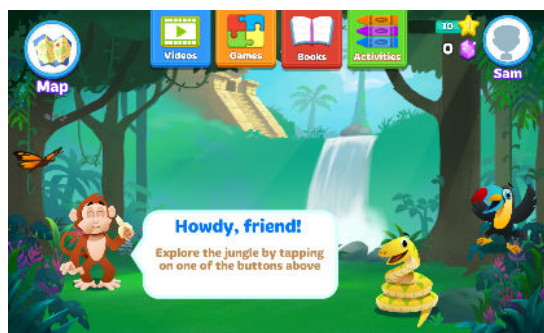 Videos
Games
Books
Activities
10
0
Map
Sam
Howdy, friend!
Explore the jungle by tapping
on one of the buttons above